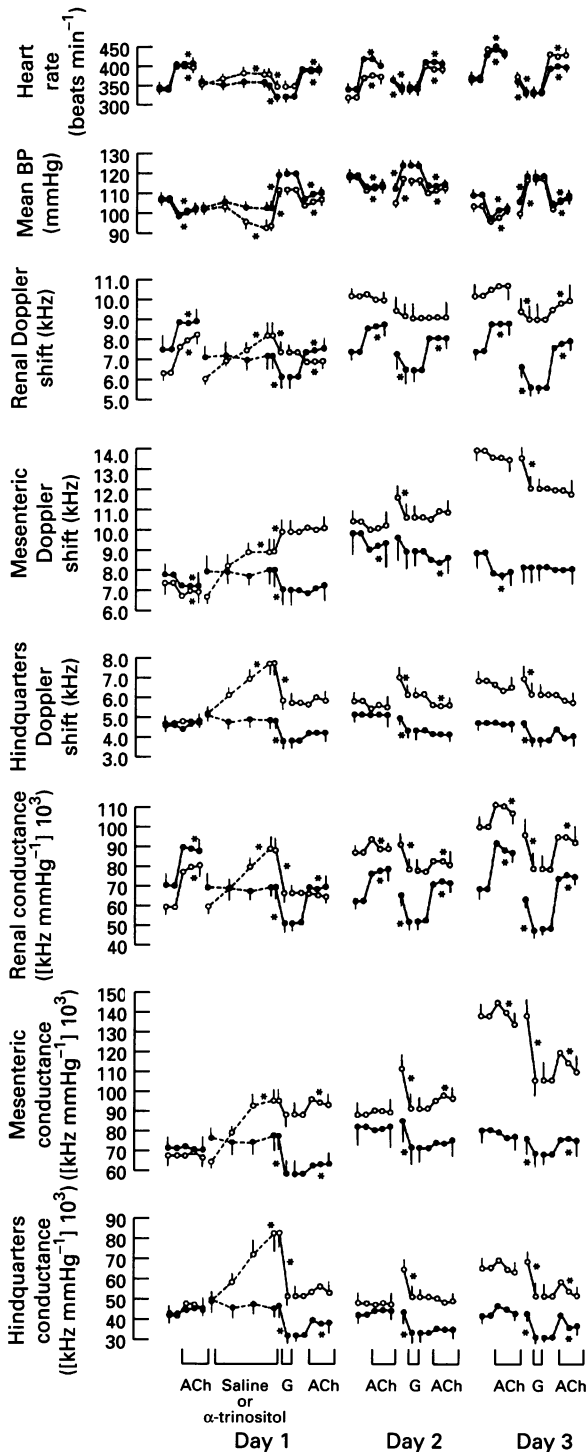 Heart
rate
(beats min⁻¹)
450
400
350
300
Mean BP
(mmHg)
130
120
110
100
90
Renal Doppler
shift (kHz)
11.0
10.0
9.0
8.0
7.0
6.0
5.0
Mesenteric
Doppler
shift (kHz)
14.0
13.0
12.0
11.0
10.0
9.0
8.0
7.0
6.0
Hindquarters
Doppler
shift (kHz)
8.0
7.0
6.0
5.0
4.0
3.0
Renal conductance
([kHz mmHg⁻¹] 10³)
110
100
90
80
70
60
50
40
Mesenteric
conductance
([kHz mmHg⁻¹] 10³)
150
140
130
120
110
100
90
80
70
60
Hindquarters
conductance
([kHz mmHg⁻¹] 10³)
90
80
70
60
50
40
30
ACh Saline G ACh ACh G ACh ACh G ACh
or
α-trinositol
Day 1 Day 2 Day 3